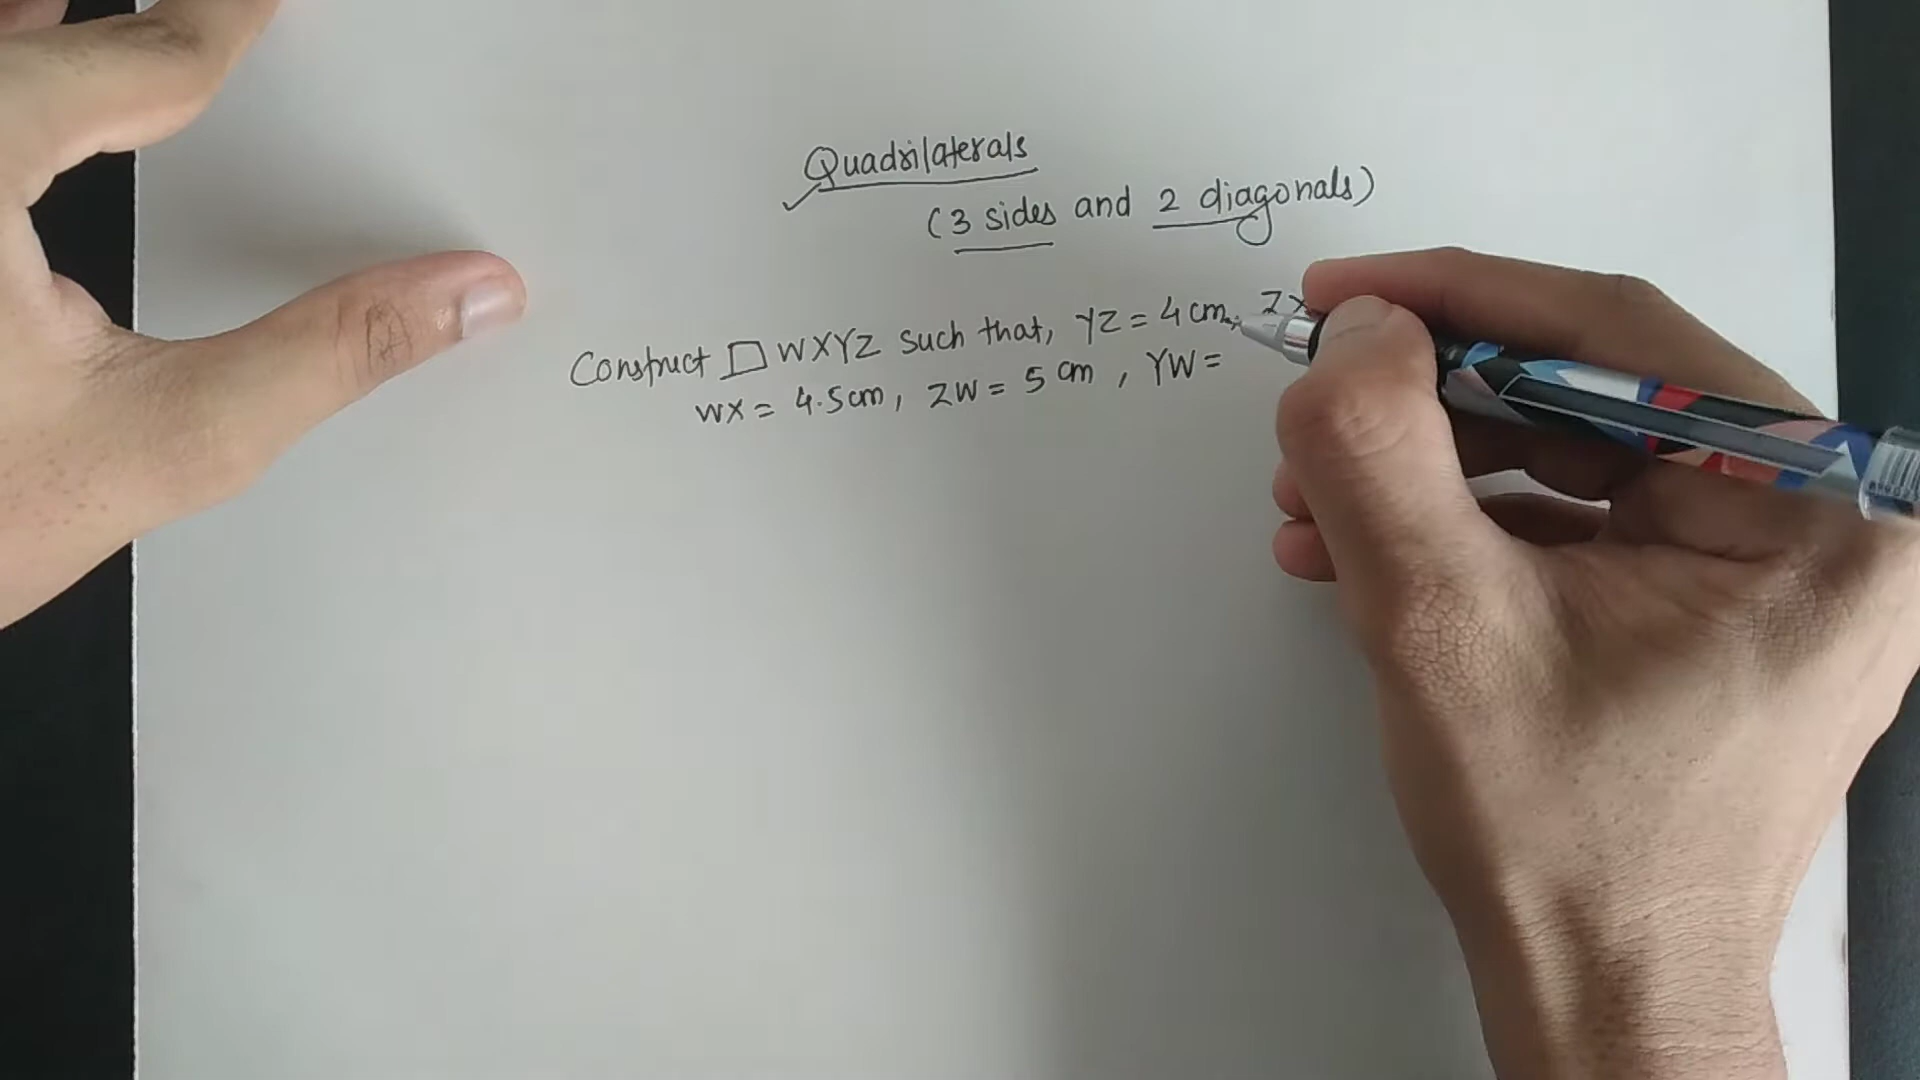 Quadrilaterals
(3 sides and 2 diagonals)
Construct □ WXYZ such that, YZ = 4 cm, ZX
WX = 4.5cm, ZW = 5 cm, YW =